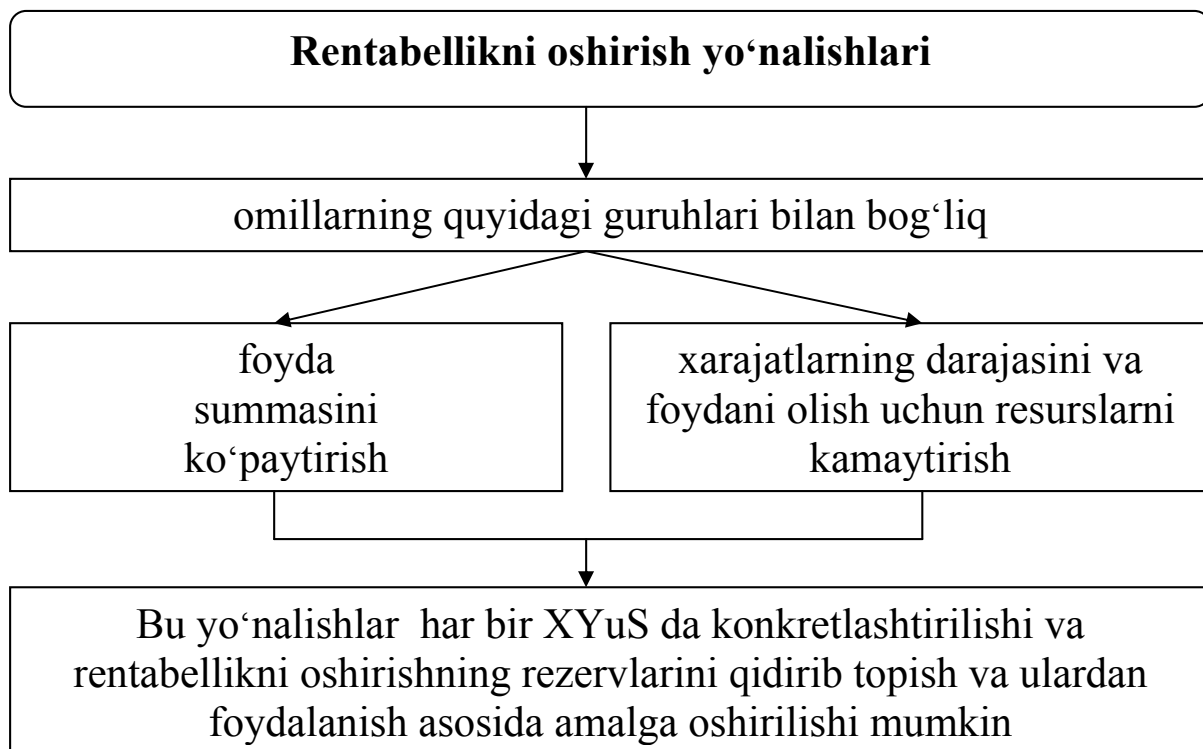 Rentabellikni oshirish yo‘nalishlari
omillarning quyidagi guruhlari bilan bog‘liq
foyda
summasini
ko‘paytirish
xarajatlarning darajasini va
foydani olish uchun resurslarni
kamaytirish
Bu yo‘nalishlar har bir XYuS da konkretlashtirilishi va
rentabellikni oshirishning rezervlarini qidirib topish va ulardan
foydalanish asosida amalga oshirilishi mumkin